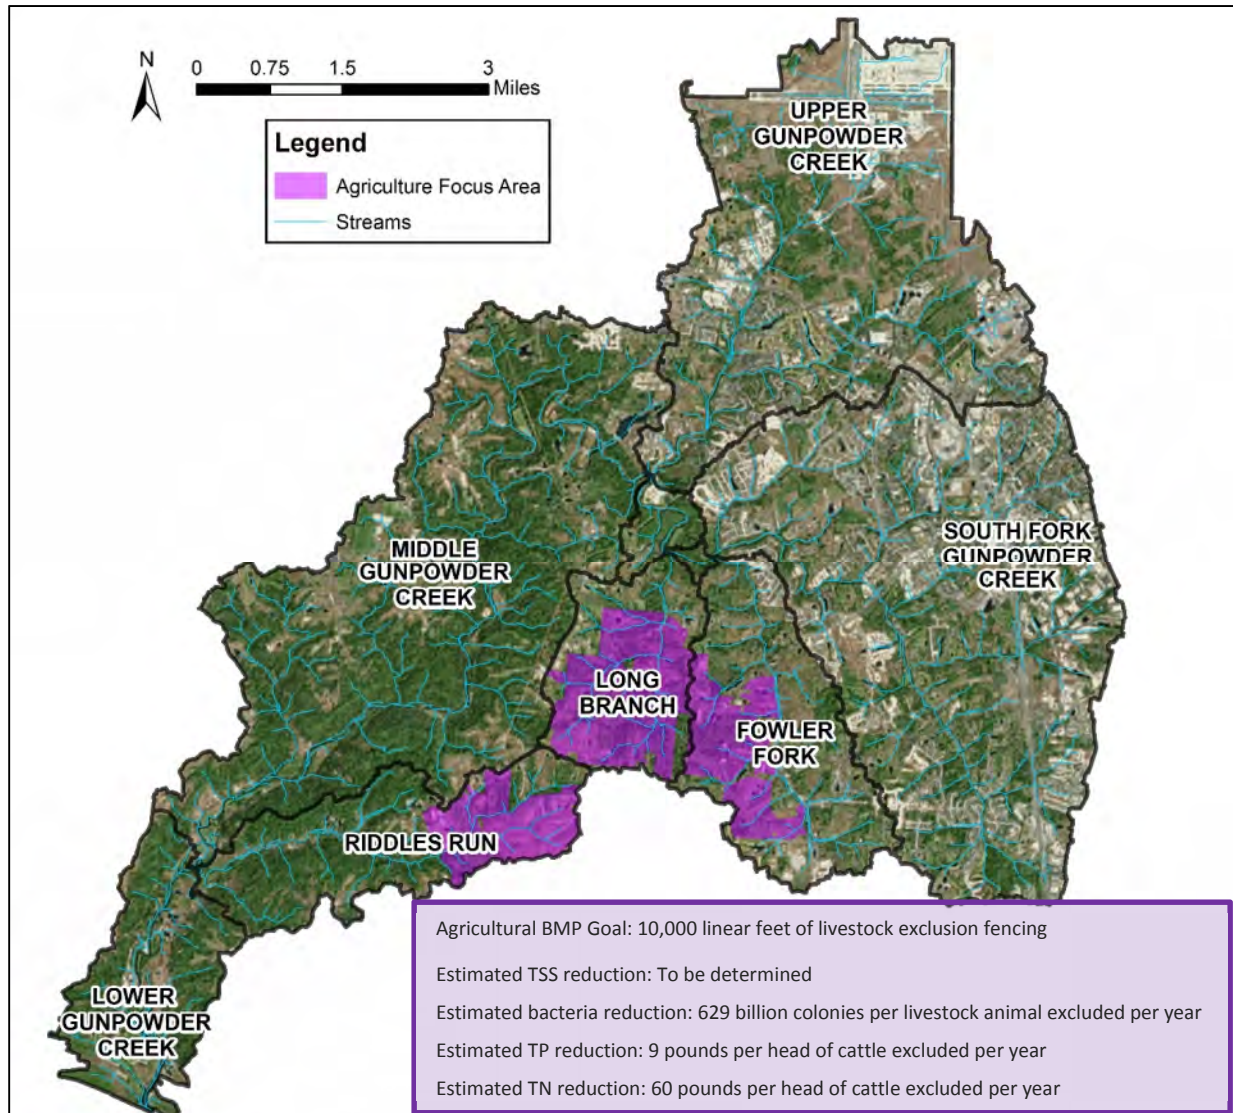 N
0 0.75 1.5 3
Miles
Legend
Agriculture Focus Area
Streams
UPPER
GUNPOWDER
CREEK
MIDDLE
GUNPOWDER
CREEK
SOUTH FORK
GUNPOWDER
CREEK
LONG
BRANCH
FOWLER
FORK
RIDDLES RUN
LOWER
GUNPOWDER
CREEK
Agricultural BMP Goal: 10,000 linear feet of livestock exclusion fencing
Estimated TSS reduction: To be determined
Estimated bacteria reduction: 629 billion colonies per livestock animal excluded per year
Estimated TP reduction: 9 pounds per head of cattle excluded per year
Estimated TN reduction: 60 pounds per head of cattle excluded per year